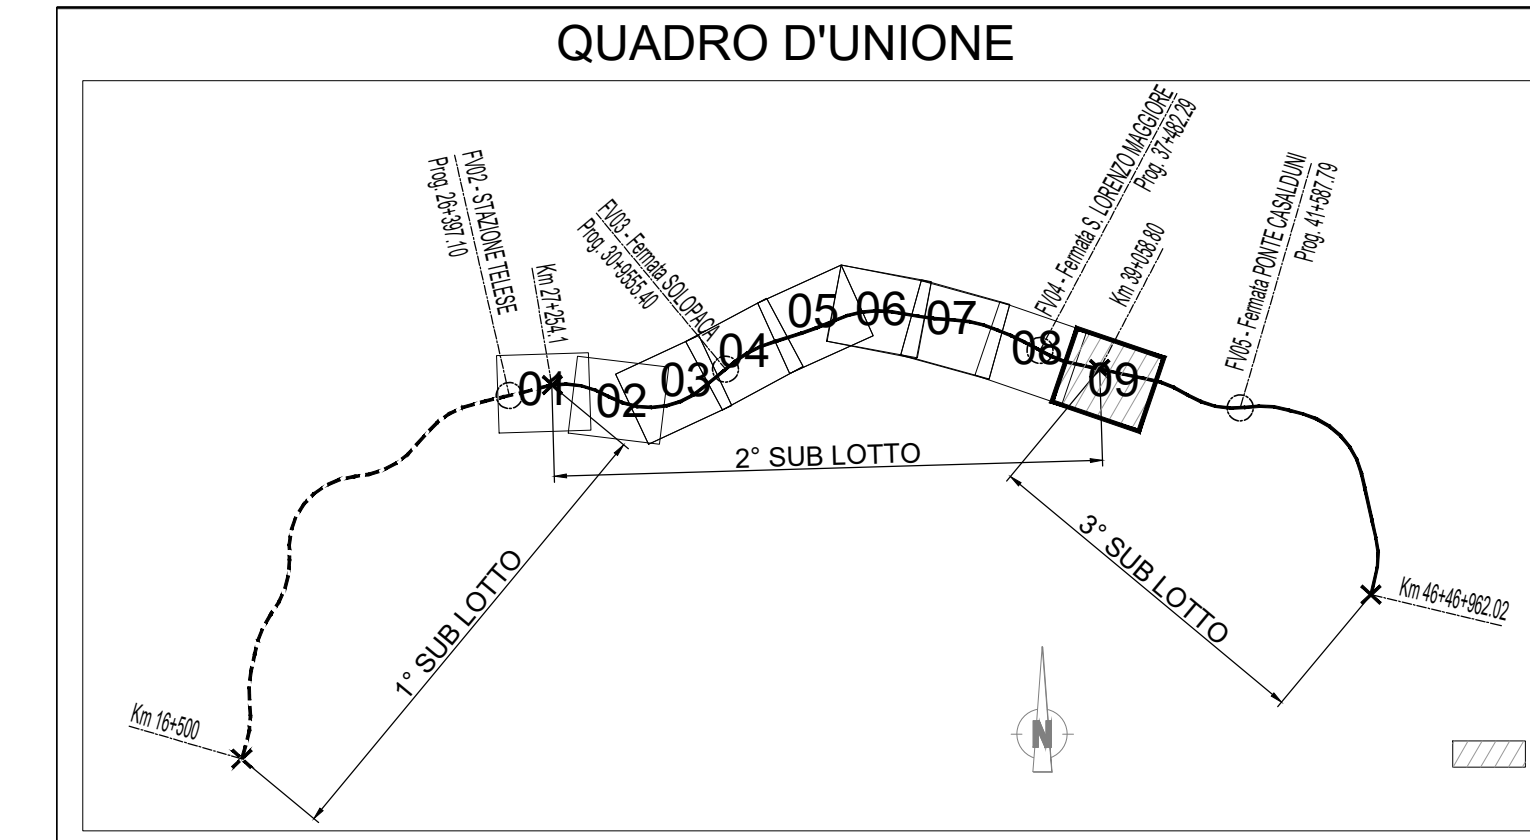 QUADRO D'UNIONE
FV02 - STAZIONE TELESE
Prog. 26+397.10
Km 27+254.1
FV03 - Fermata SOLOPACA
Prog. 30+9555.40
FV04 - Fermata S. LORENZO MAGGIORE
Prog. 37+482.29
Km 39+058.80
FV05 - Fermata PONTE CASALDUNI
Prog. 41+587.79
01
02
03
04
05
06
07
08
09
2° SUB LOTTO
1° SUB LOTTO
3° SUB LOTTO
Km 16+500
Km 46+46+962.02
N